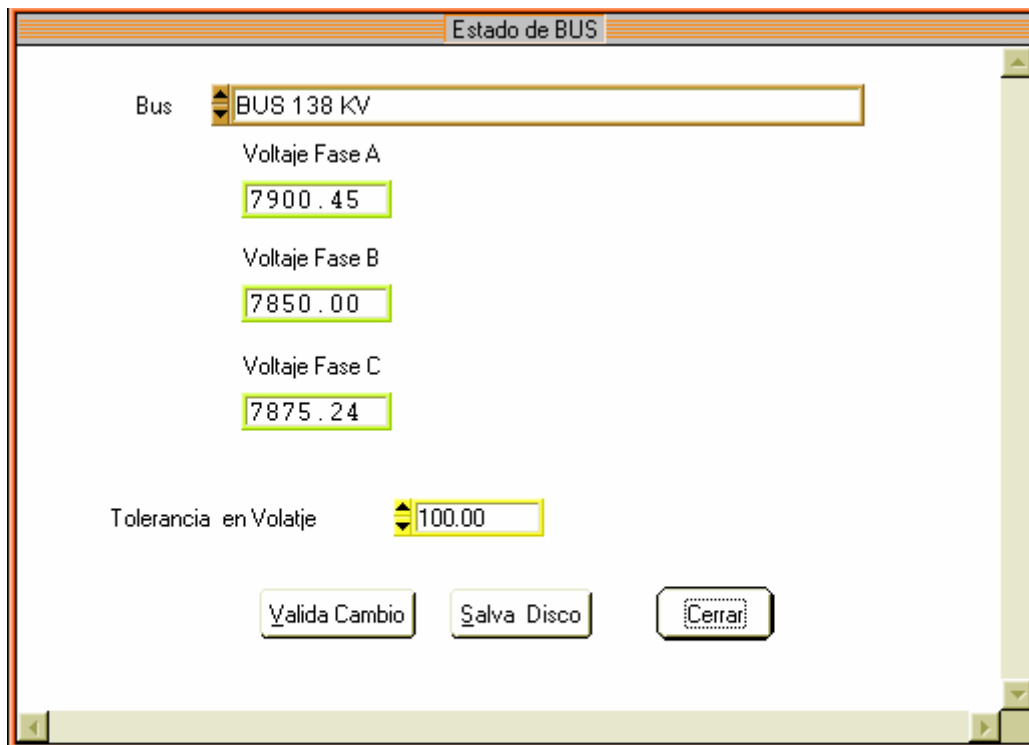 Estado de BUS
Bus BUS 138 KV
Voltaje Fase A
7900.45
Voltaje Fase B
7850.00
Voltaje Fase C
7875.24
Tolerancia en Volatje 100.00
Valida Cambio Salva Disco Cerrar